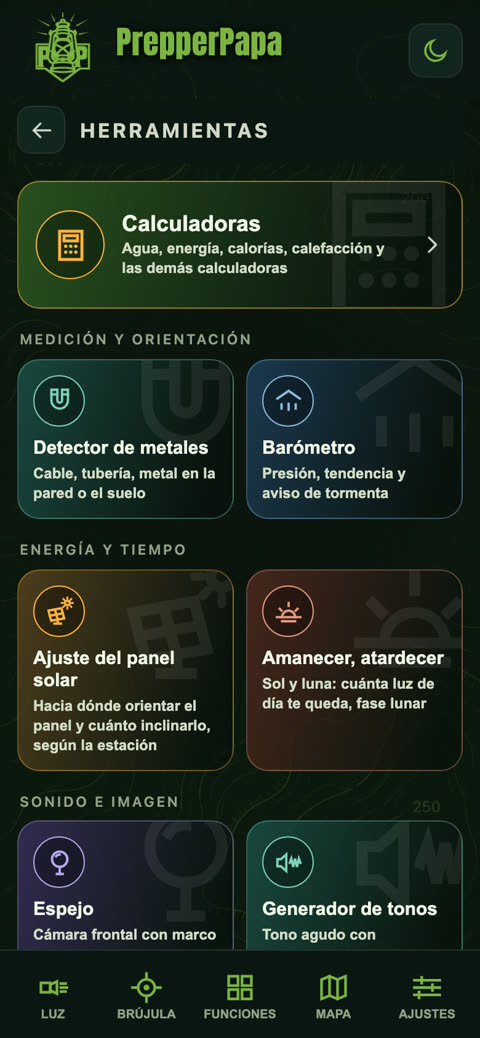 PrepperPapa
HERRAMIENTAS
Calculadoras
Agua, energía, calorías, calefacción y
las demás calculadoras
MEDICIÓN Y ORIENTACIÓN
Detector de metales
Cable, tubería, metal en la
pared o el suelo
Barómetro
Presión, tendencia y
aviso de tormenta
ENERGÍA Y TIEMPO
Ajuste del panel
solar
Hacia dónde orientar el
panel y cuánto inclinarlo,
según la estación
Amanecer, atardecer
Sol y luna: cuánta luz de
día te queda, fase lunar
SONIDO E IMAGEN
250
Espejo
Cámara frontal con marco
Generador de tonos
Tono agudo con
LUZ
BRÚJULA
FUNCIONES
MAPA
AJUSTES